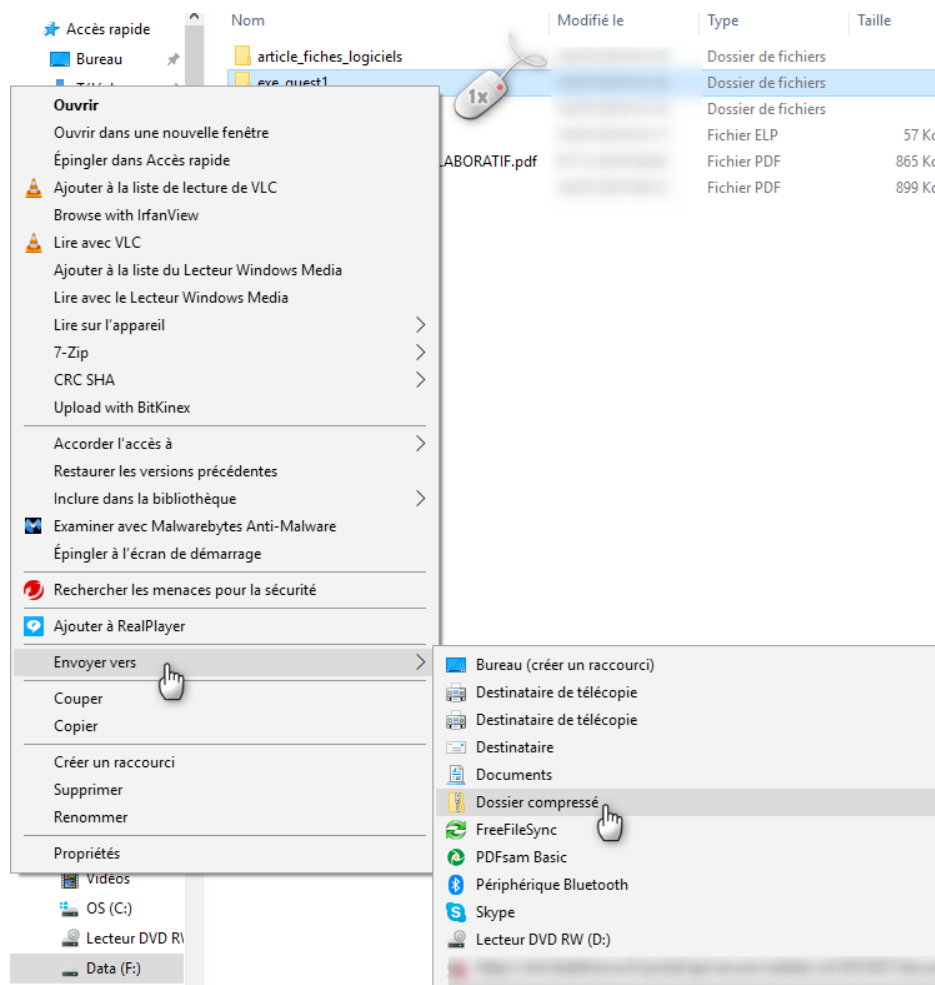 Accès rapide
Bureau
Nom Modifié le Type Taille
article_fiches_logiciels Dossier de fichiers
exe_quest1 Dossier de fichiers
Dossier de fichiers
Fichier ELP 57 Ko
LABORATIF.pdf Fichier PDF 865 Ko
Fichier PDF 899 Ko
1x
Ouvrir
Ouvrir dans une nouvelle fenêtre
Épingler dans Accès rapide
Ajouter à la liste de lecture de VLC
Browse with IrfanView
Lire avec VLC
Ajouter à la liste du Lecteur Windows Media
Lire avec le Lecteur Windows Media
Lire sur l'appareil
7-Zip
CRC SHA
Upload with BitKinex
Accorder l'accès à
Restaurer les versions précédentes
Inclure dans la bibliothèque
Examiner avec Malwarebytes Anti-Malware
Épingler à l'écran de démarrage
Rechercher les menaces pour la sécurité
Ajouter à RealPlayer
Envoyer vers
Couper
Copier
Créer un raccourci
Supprimer
Renommer
Propriétés
Bureau (créer un raccourci)
Destinataire de télécopie
Destinataire de télécopie
Destinataire
Documents
Dossier compressé
FreeFileSync
PDFsam Basic
Périphérique Bluetooth
Skype
Lecteur DVD RW (D:)
Vidéos
OS (C:)
Lecteur DVD RW
Data (F:)